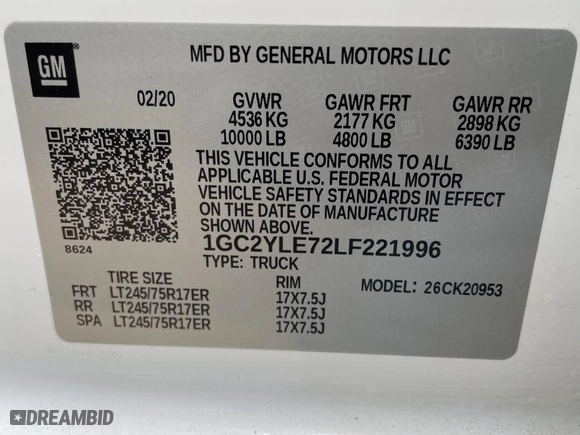 GM
MFD BY GENERAL MOTORS LLC
02/20 GVWR GAWR FRT GAWR RR
4536 KG 2177 KG 2898 KG
10000 LB 4800 LB 6390 LB
THIS VEHICLE CONFORMS TO ALL
APPLICABLE U.S. FEDERAL MOTOR
VEHICLE SAFETY STANDARDS IN EFFECT
ON THE DATE OF MANUFACTURE
SHOWN ABOVE.
8624
1GC2YLE72LF221996
TYPE: TRUCK
TIRE SIZE RIM MODEL: 26CK20953
FRT LT245/75R17ER 17X7.5J
RR LT245/75R17ER 17X7.5J
SPA LT245/75R17ER 17X7.5J
DREAMBID